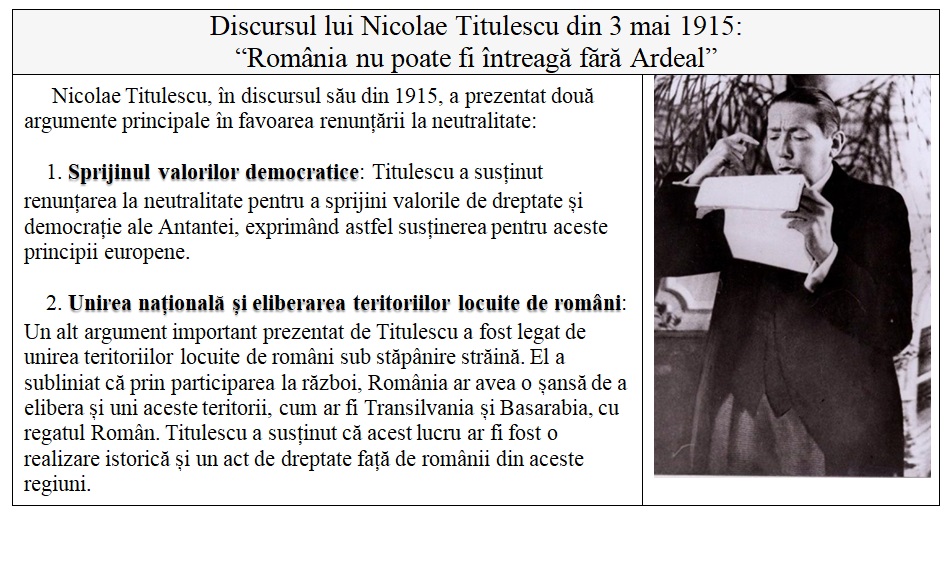 Discursul lui Nicolae Titulescu din 3 mai 1915:
“România nu poate fi întreagă fără Ardeal”
Nicolae Titulescu, în discursul său din 1915, a prezentat două
argumente principale în favoarea renunțării la neutralitate:
1. Sprijinul valorilor democratice: Titulescu a susținut
renunțarea la neutralitate pentru a sprijini valorile de dreptate și
democrație ale Antantei, exprimând astfel susținerea pentru aceste
principii europene.
2. Unirea națională și eliberarea teritoriilor locuite de români:
Un alt argument important prezentat de Titulescu a fost legat de
unirea teritoriilor locuite de români sub stăpânire străină. El a
subliniat că prin participarea la război, România ar avea o șansă de a
elibera și uni aceste teritorii, cum ar fi Transilvania și Basarabia, cu
regatul Român. Titulescu a susținut că acest lucru ar fi fost o
realizare istorică și un act de dreptate față de românii din aceste
regiuni.